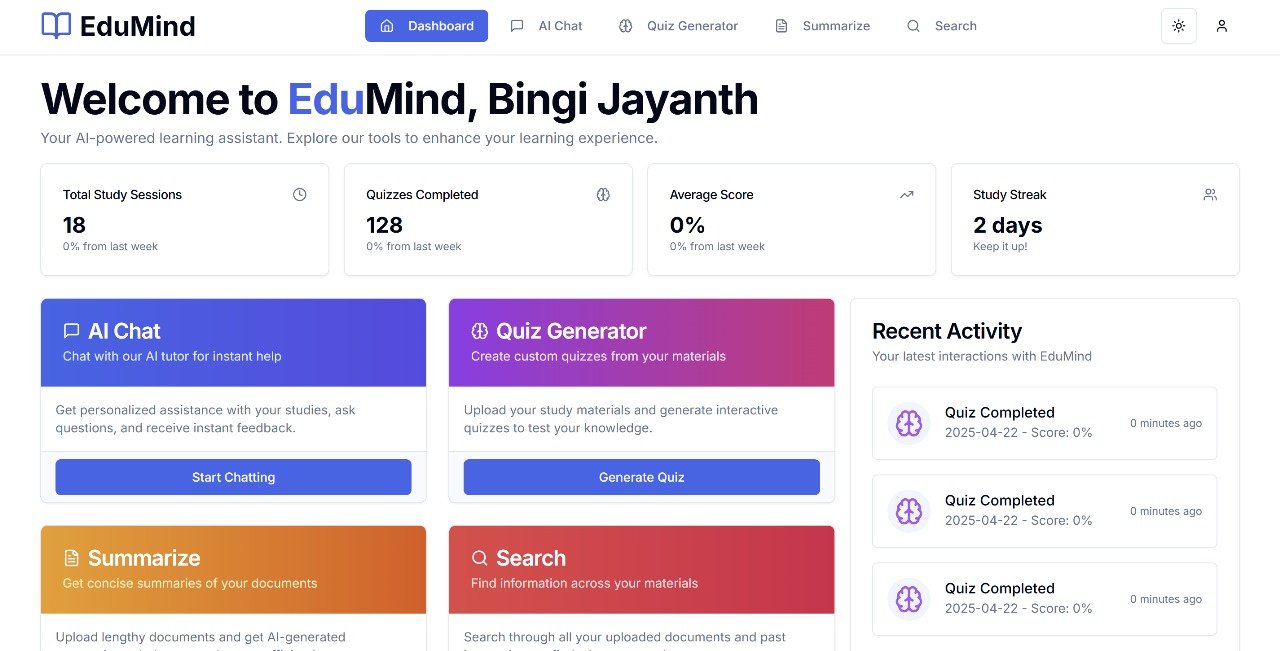 EduMind
Dashboard
AI Chat
Quiz Generator
Summarize
Search
Welcome to EduMind, Bingi Jayanth
Your AI-powered learning assistant. Explore our tools to enhance your learning experience.
Total Study Sessions
18
0% from last week
Quizzes Completed
128
0% from last week
Average Score
0%
0% from last week
Study Streak
2 days
Keep it up!
AI Chat
Chat with our AI tutor for instant help
Get personalized assistance with your studies, ask
questions, and receive instant feedback.
Start Chatting
Quiz Generator
Create custom quizzes from your materials
Upload your study materials and generate interactive
quizzes to test your knowledge.
Generate Quiz
Summarize
Get concise summaries of your documents
Upload lengthy documents and get AI-generated
Search
Find information across your materials
Search through all your uploaded documents and past
Recent Activity
Your latest interactions with EduMind
Quiz Completed
2025-04-22 - Score: 0%
0 minutes ago
Quiz Completed
2025-04-22 - Score: 0%
0 minutes ago
Quiz Completed
2025-04-22 - Score: 0%
0 minutes ago